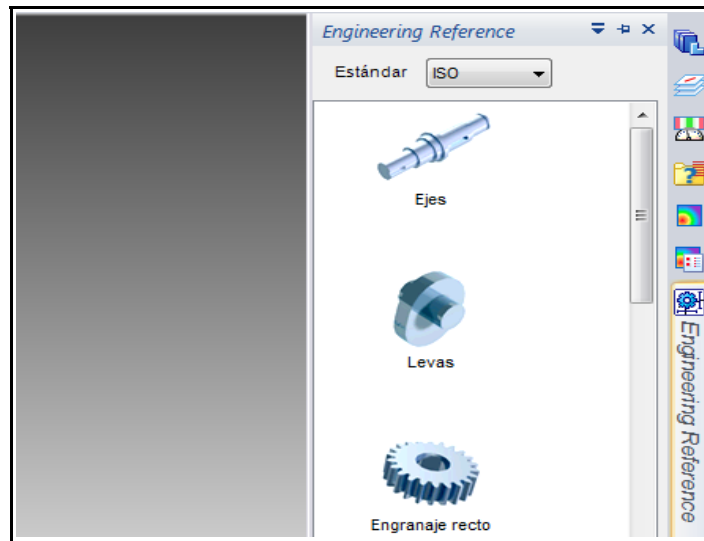 Engineering Reference
Estándar ISO
Ejes
Levas
Engranaje recto
Engineering Reference